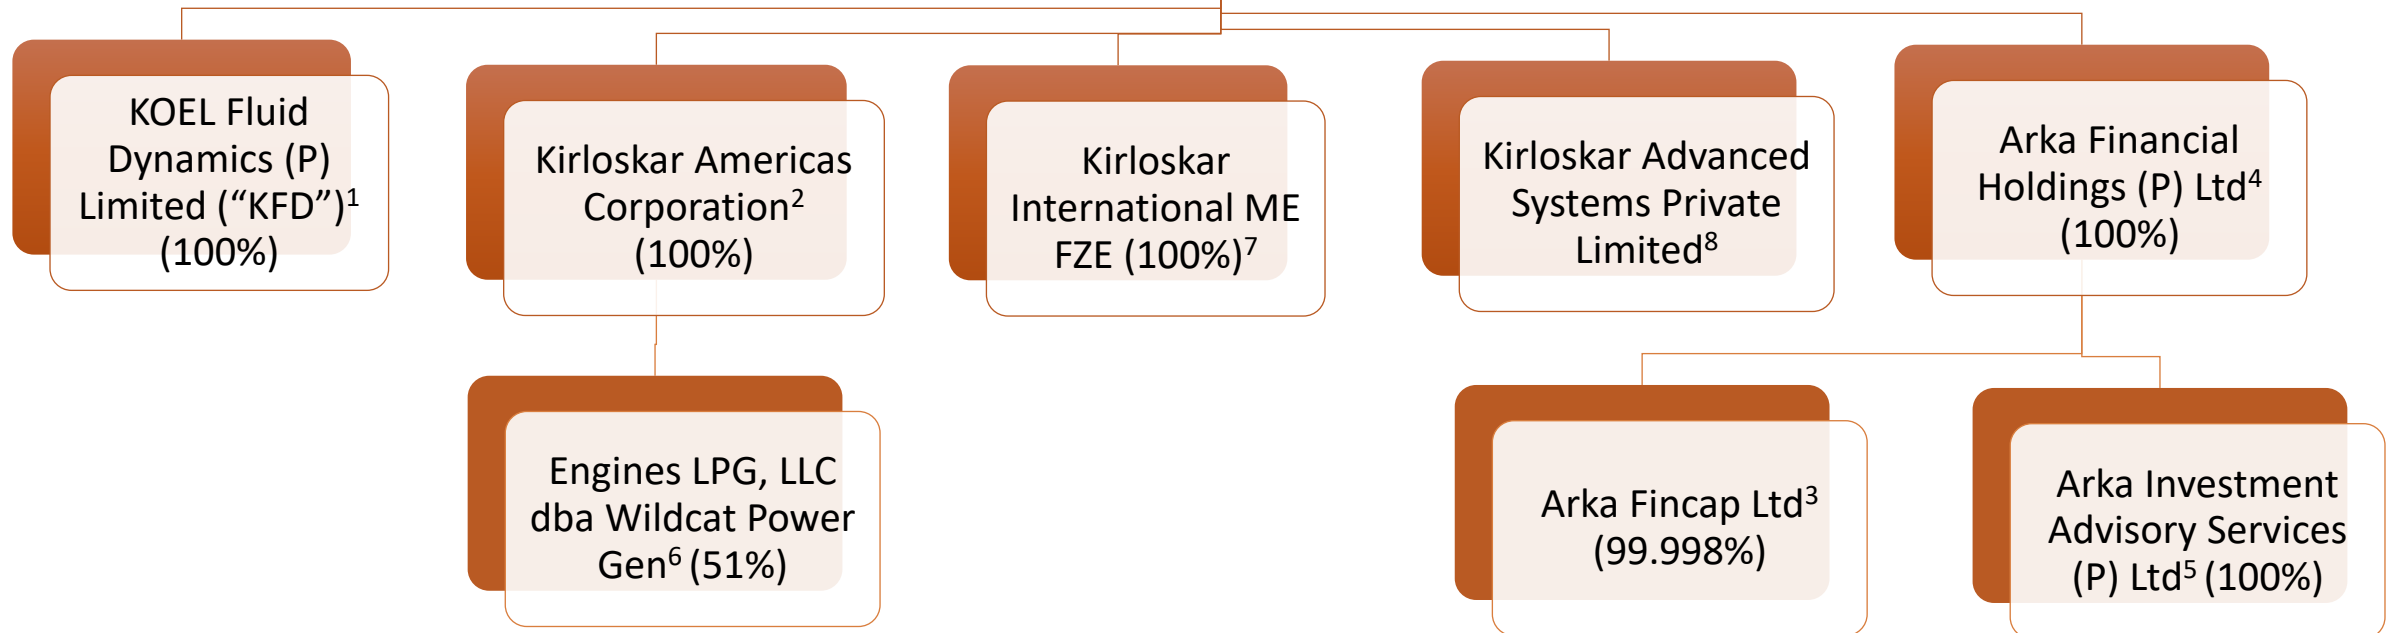 KOEL Fluid
Dynamics (P)
Limited (“KFD”)¹
(100%)
Kirloskar Americas
Corporation²
(100%)
Kirloskar
International ME
FZE (100%)⁷
Kirloskar Advanced
Systems Private
Limited⁸
Arka Financial
Holdings (P) Ltd⁴
(100%)
Engines LPG, LLC
dba Wildcat Power
Gen⁶ (51%)
Arka Fincap Ltd³
(99.998%)
Arka Investment
Advisory Services
(P) Ltd⁵ (100%)